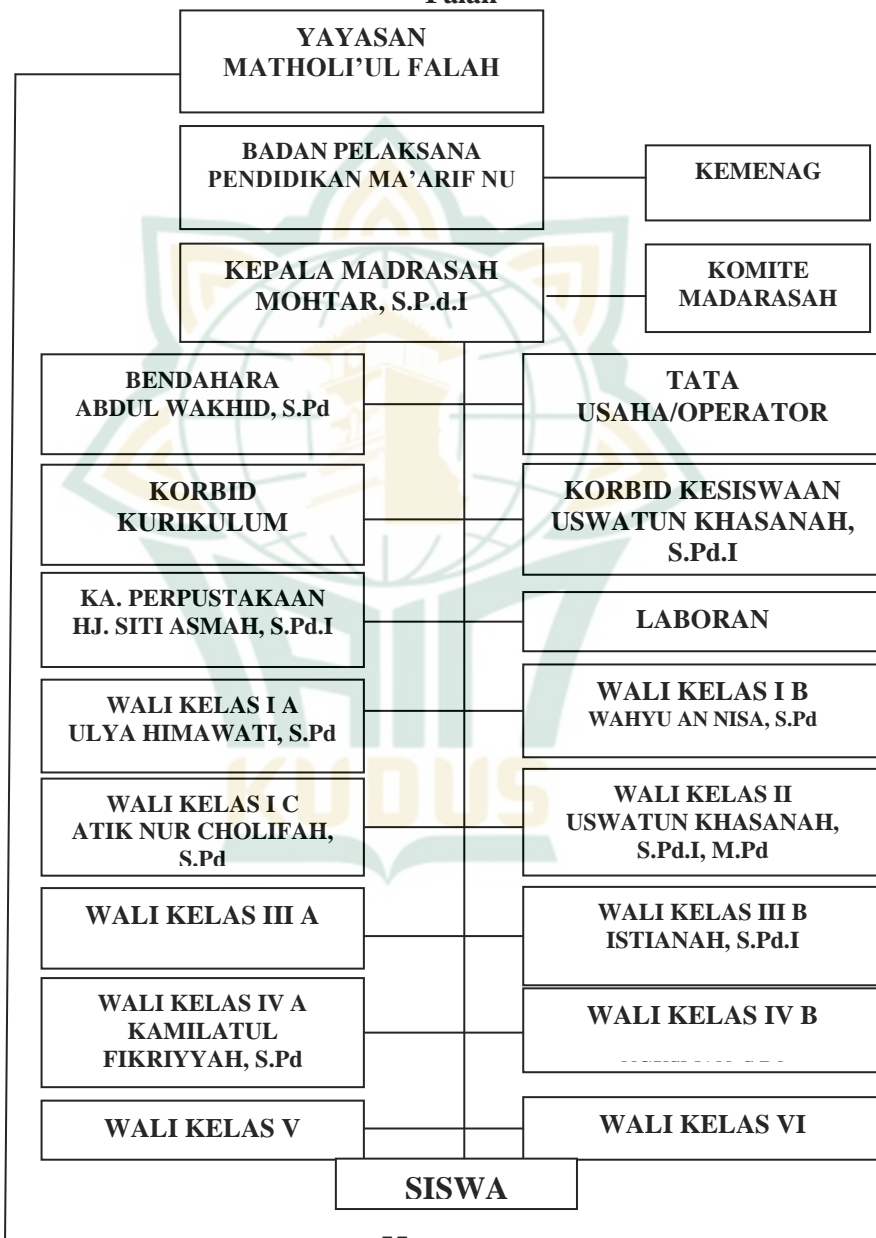 YAYASAN
MATHOLI'UL FALAH
BADAN PELAKSANA
PENDIDIKAN MA'ARIF NU
KEMENAG
KEPALA MADRASAH
MOHTAR, S.P.d.I
KOMITE
MADARASAH
BENDAHARA
ABDUL WAKHID, S.Pd
TATA
USAHA/OPERATOR
KORBID
KURIKULUM
KORBID KESISWAAN
USWATUN KHASANAH,
S.Pd.I
KA. PERPUSTAKAAN
HJ. SITI ASMAH, S.Pd.I
LABORAN
WALI KELAS I A
ULYA HIMAWATI, S.Pd
WALI KELAS I B
WAHYU AN NISA, S.Pd
WALI KELAS I C
ATIK NUR CHOLIFAH,
S.Pd
WALI KELAS II
USWATUN KHASANAH,
S.Pd.I, M.Pd
WALI KELAS III A
WALI KELAS III B
ISTIANAH, S.Pd.I
WALI KELAS IV A
KAMILATUL
FIKRIYYAH, S.Pd
WALI KELAS IV B
WALI KELAS V
WALI KELAS VI
SISWA
KUDUS